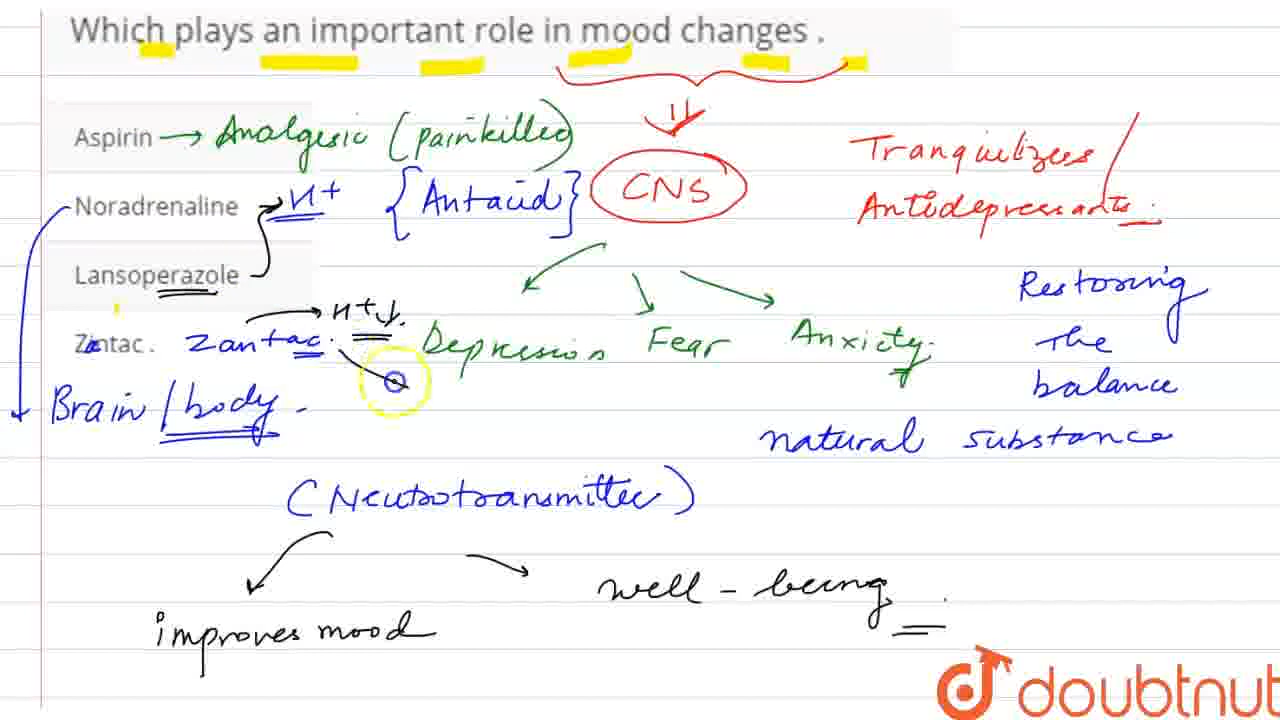 Which plays an important role in mood changes .
Aspirin → Analgesic (painkiller)
CNS
Tranquilizers /
Antidepressants.
Noradrenaline
H+ {Antacid}
Lansoperazole
Restoring
the
balance
natural substance
Zintac . Zantac. H+↓.
Depression Fear Anxiety.
Brain / body.
(Neurotransmitter)
improves mood
well - being
doubtnut